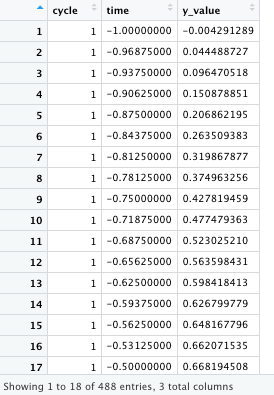 cycle time y_value
1 1 −1.00000000 −0.004291289
2 1 −0.96875000 0.044488727
3 1 −0.93750000 0.096470518
4 1 −0.90625000 0.150878851
5 1 −0.87500000 0.206862195
6 1 −0.84375000 0.263509383
7 1 −0.81250000 0.319867877
8 1 −0.78125000 0.374963256
9 1 −0.75000000 0.427819459
10 1 −0.71875000 0.477479363
11 1 −0.68750000 0.523025210
12 1 −0.65625000 0.563598431
13 1 −0.62500000 0.598418413
14 1 −0.59375000 0.626799779
15 1 −0.56250000 0.648167796
16 1 −0.53125000 0.662071535
17 1 −0.50000000 0.668194508
Showing 1 to 18 of 488 entries, 3 total columns